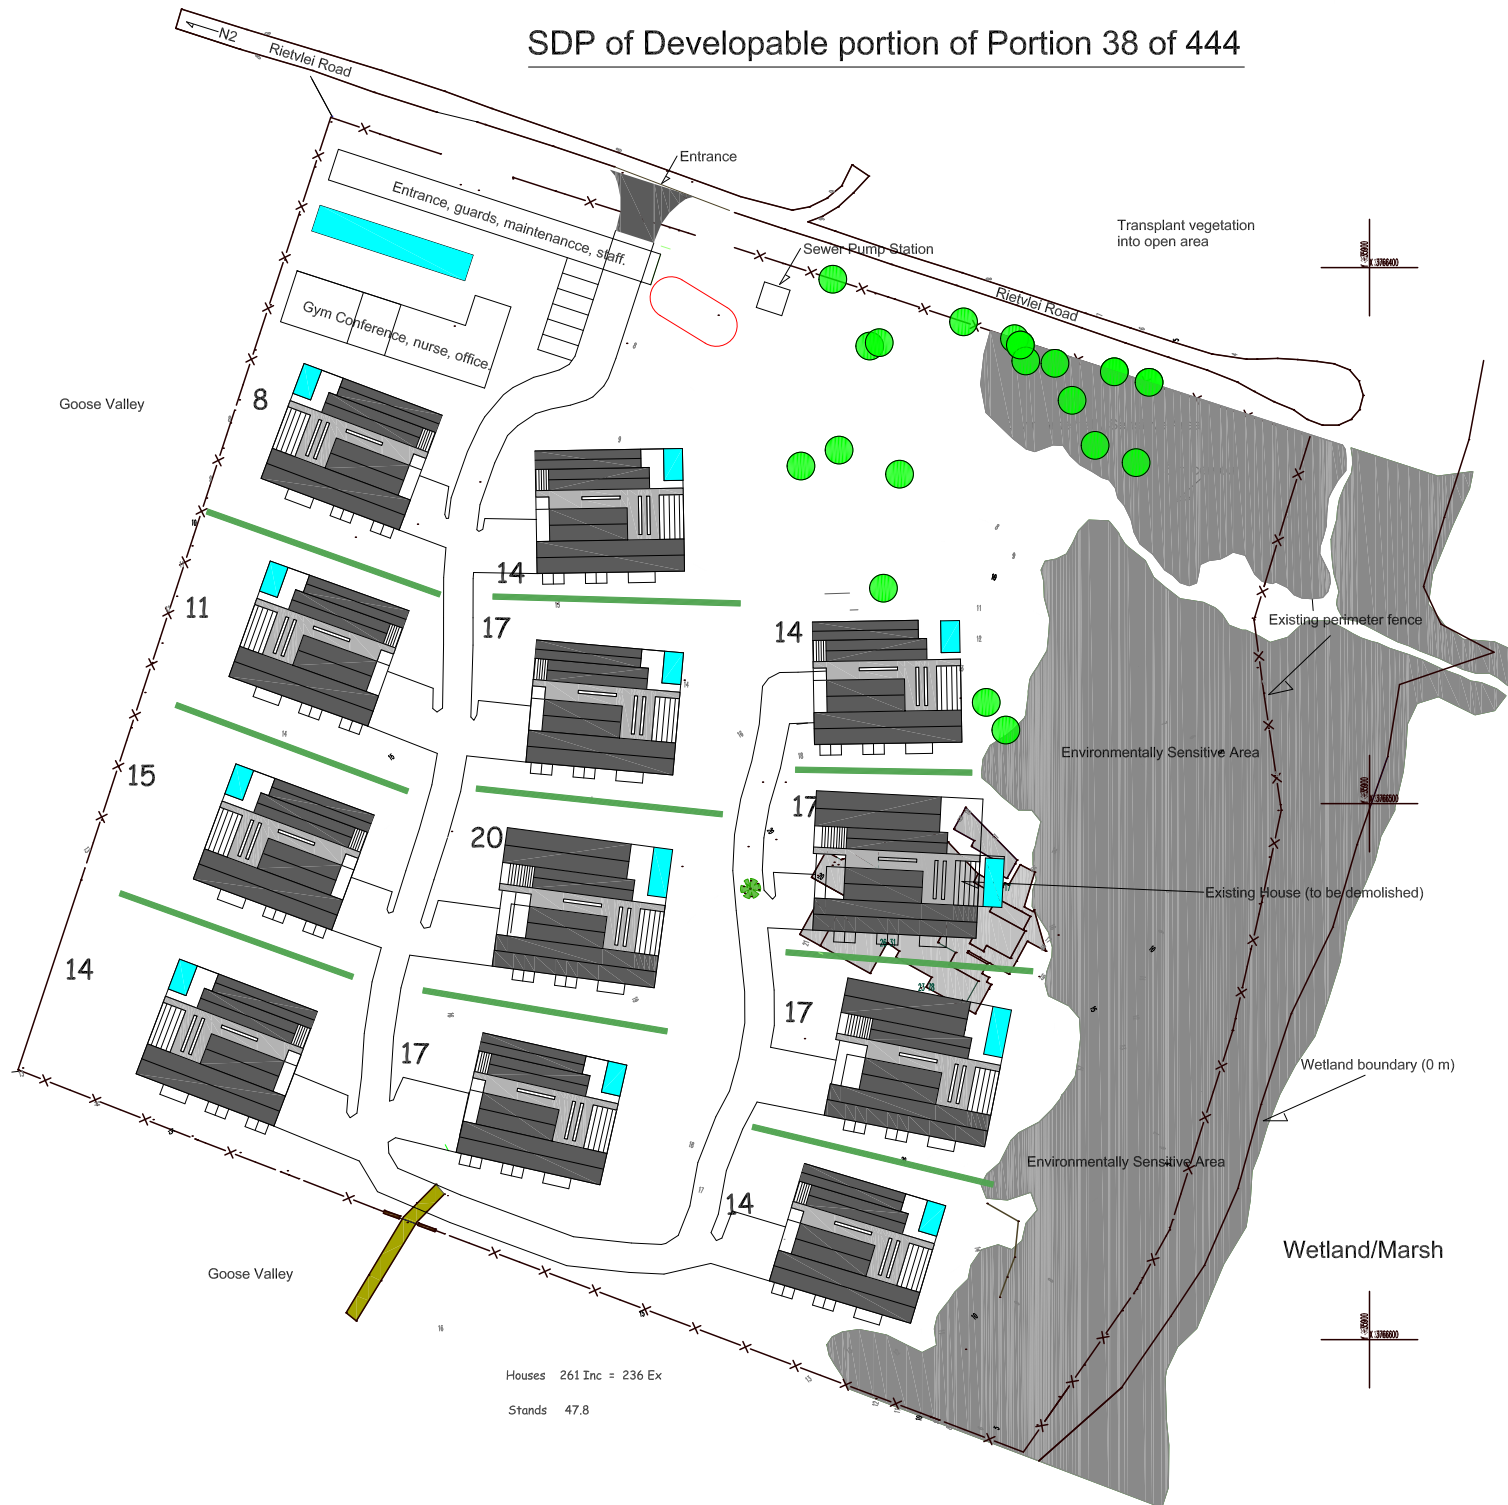 SDP of Developable portion of Portion 38 of 444
N2
Rietvlei Road
Entrance
Entrance, guards, maintenancce, staff.
Sewer Pump Station
Transplant vegetation
into open area
Rietvlei Road
Gym Conference, nurse, office.
Goose Valley
8
14
11
17
14
Existing perimeter fence
Environmentally Sensitive Area
15
17
20
Existing House (to be demolished)
14
17
17
Wetland boundary (0 m)
Environmentally Sensitive Area
14
Wetland/Marsh
Goose Valley
Houses 261 Inc = 236 Ex
Stands 47.8